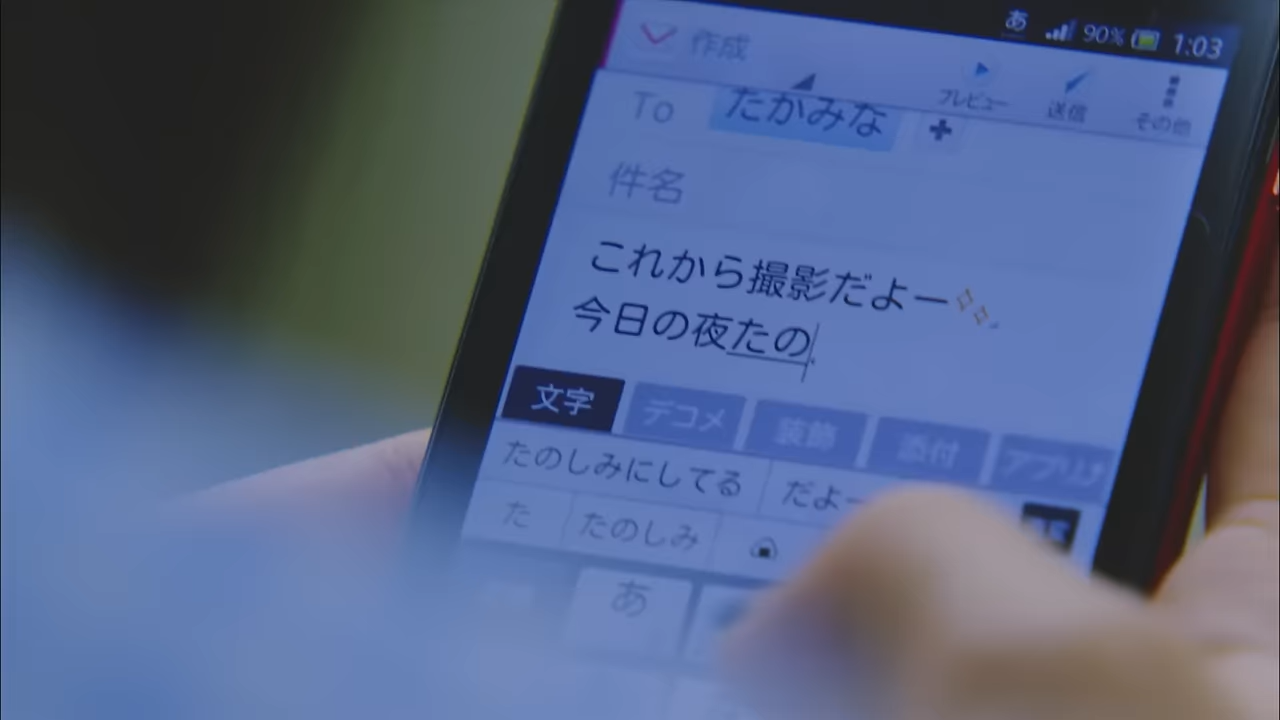 あ 90% 1:03
作成 プレビュー 送信 その他
To たかみな
件名
これから撮影だよー
今日の夜たの
文字 デコメ 装飾 添付 アプリ
たのしみにしてる だよー
た たのしみ
あ